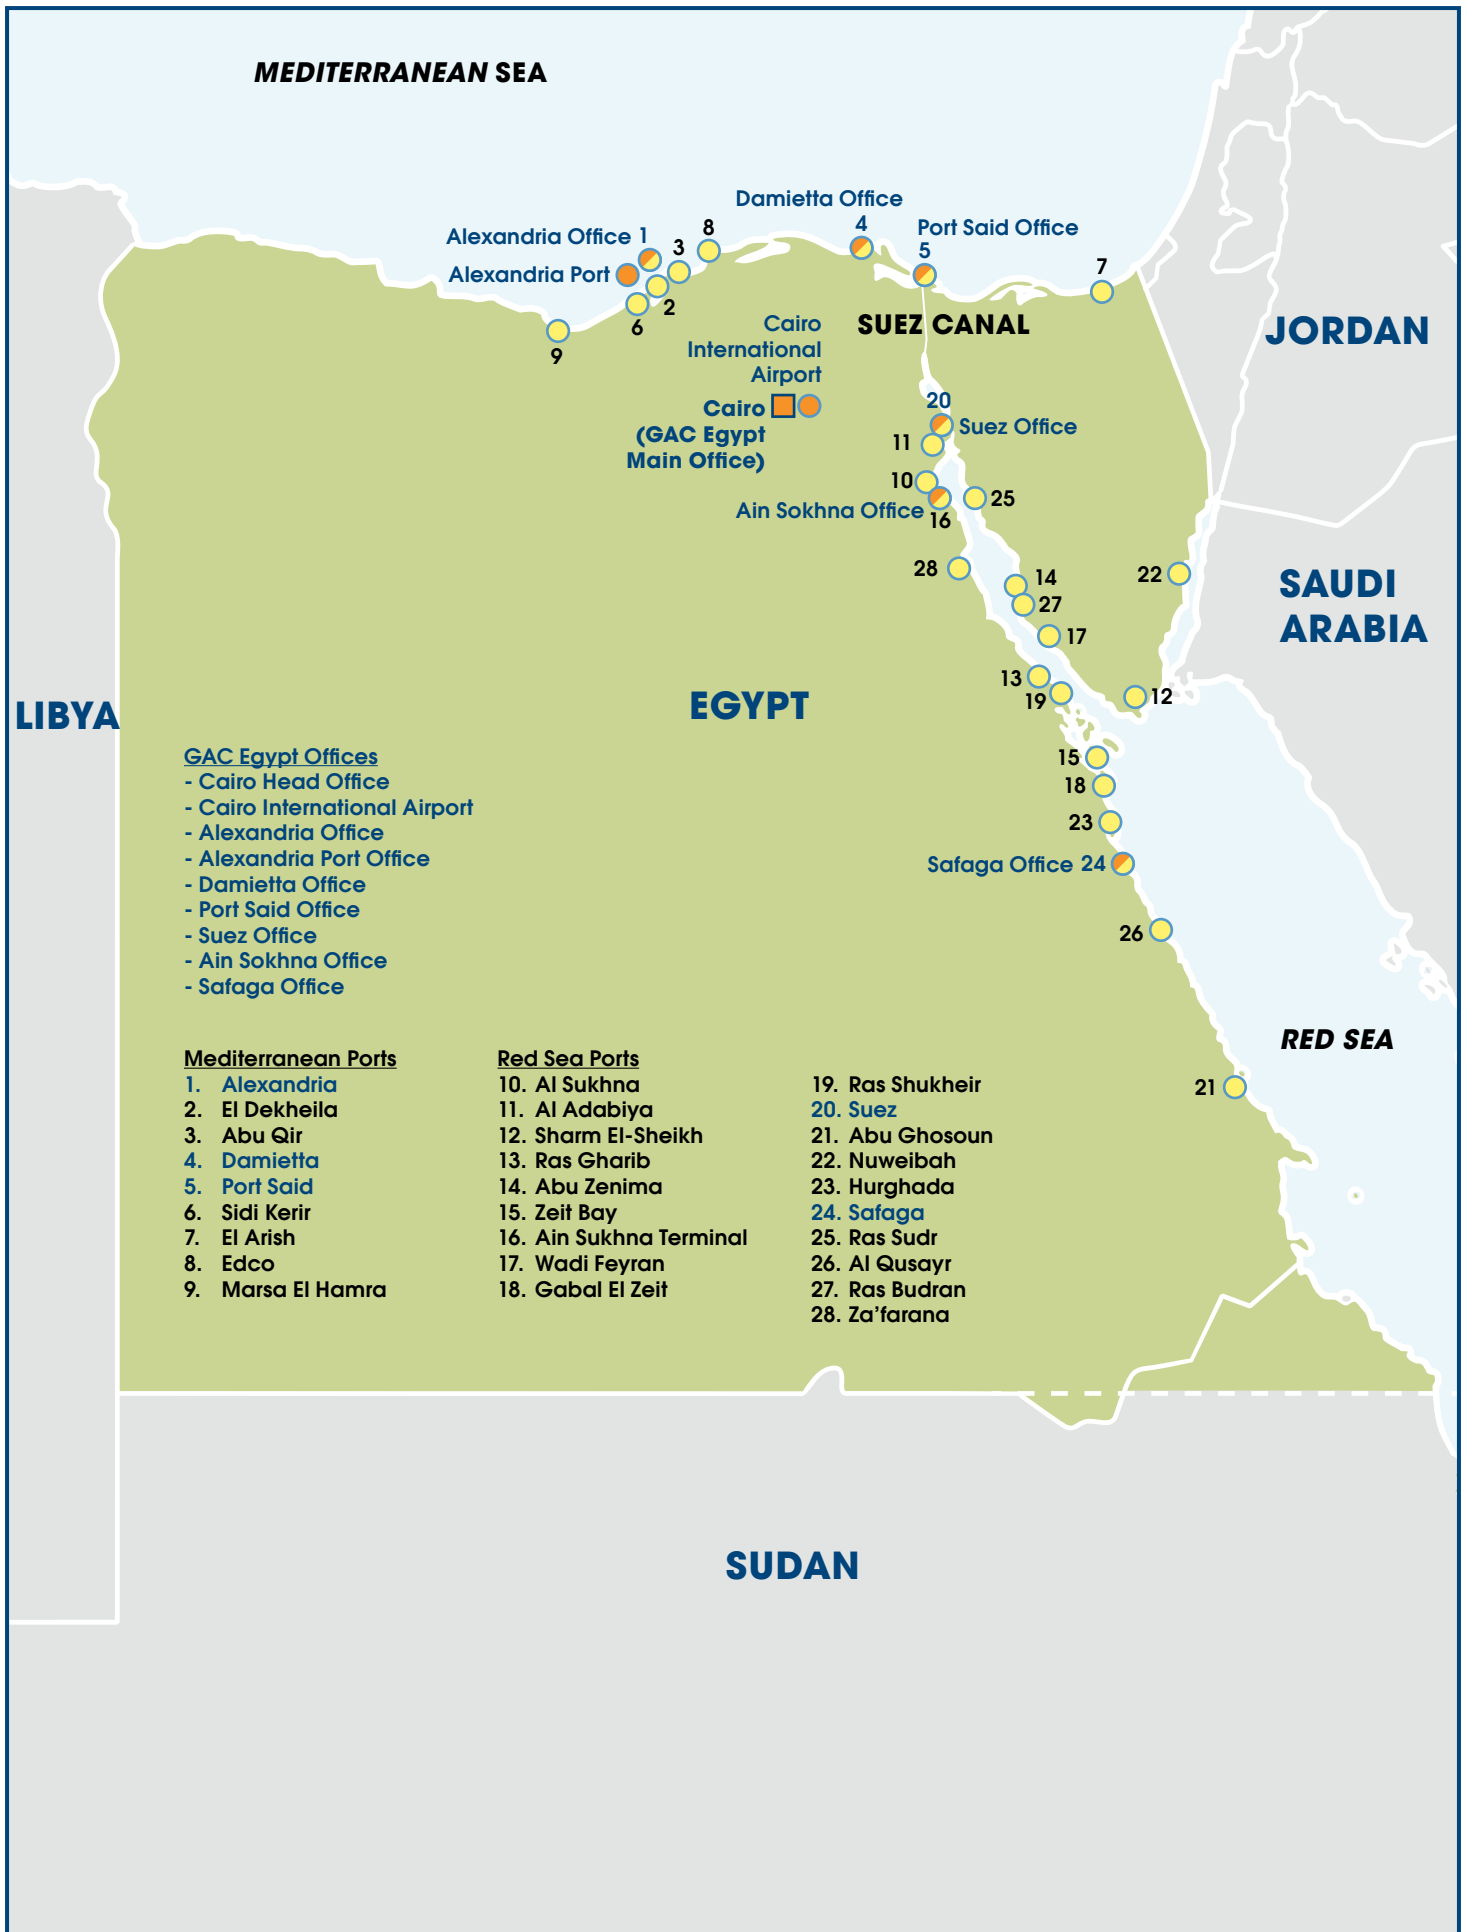 MEDITERRANEAN SEA
Damietta Office
4
Alexandria Office 1
8
Port Said Office
5
3
7
Alexandria Port
2
6
9
Cairo
International
Airport
SUEZ CANAL
JORDAN
Cairo
(GAC Egypt
Main Office)
20
Suez Office
11
10
25
Ain Sokhna Office
16
28
14
22
27
SAUDI
ARABIA
17
13
19
12
LIBYA
EGYPT
15
18
23
Safaga Office 24
26
RED SEA
21
GAC Egypt Offices
- Cairo Head Office
- Cairo International Airport
- Alexandria Office
- Alexandria Port Office
- Damietta Office
- Port Said Office
- Suez Office
- Ain Sokhna Office
- Safaga Office
Mediterranean Ports
1. Alexandria
2. El Dekheila
3. Abu Qir
4. Damietta
5. Port Said
6. Sidi Kerir
7. El Arish
8. Edco
9. Marsa El Hamra
Red Sea Ports
10. Al Sukhna
11. Al Adabiya
12. Sharm El-Sheikh
13. Ras Gharib
14. Abu Zenima
15. Zeit Bay
16. Ain Sukhna Terminal
17. Wadi Feyran
18. Gabal El Zeit
19. Ras Shukheir
20. Suez
21. Abu Ghosoun
22. Nuweibah
23. Hurghada
24. Safaga
25. Ras Sudr
26. Al Qusayr
27. Ras Budran
28. Za'farana
SUDAN